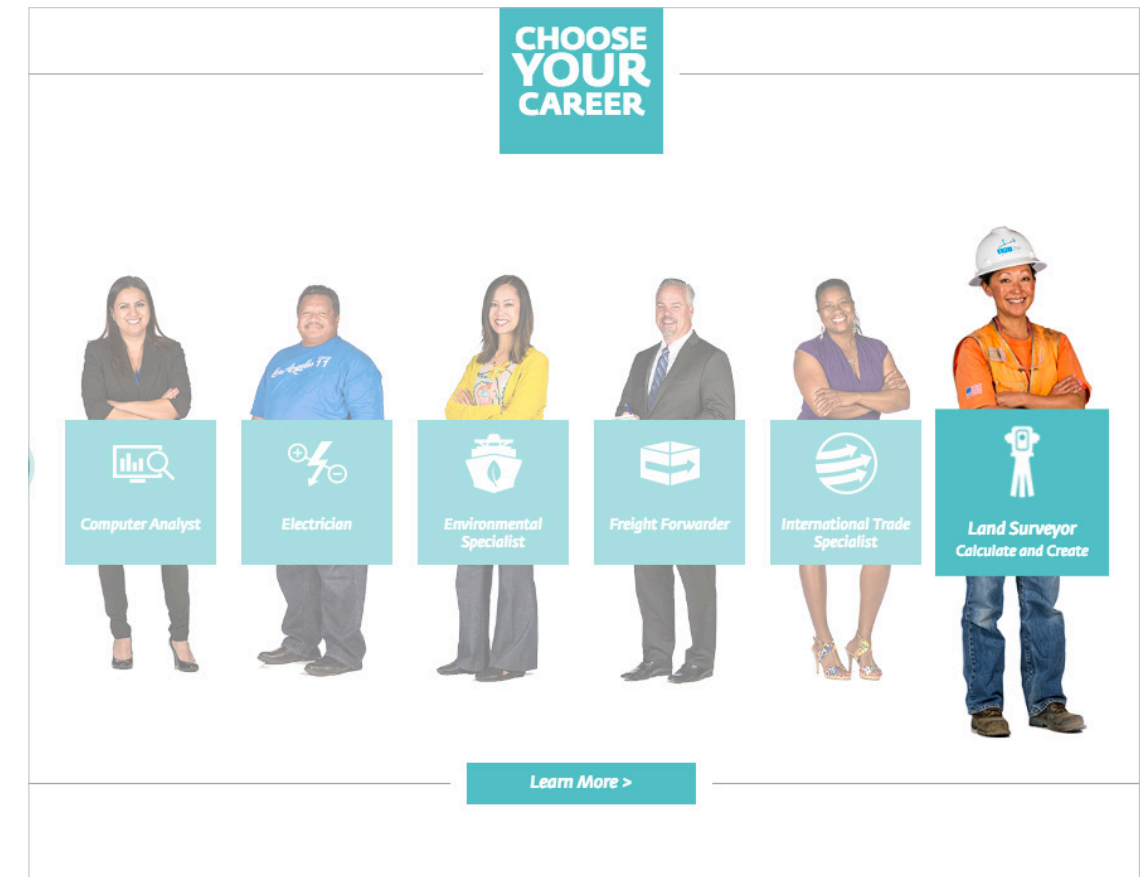 CHOOSE
YOUR
CAREER
Computer Analyst
Electrician
Environmental
Specialist
Freight Forwarder
International Trade
Specialist
Land Surveyor
Calculate and Create
Learn More >